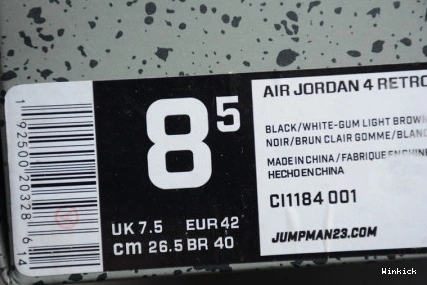 1 92500 20328 6 14
8 5
UK 7.5 EUR 42
cm 26.5 BR 40
AIR JORDAN 4 RETRO
BLACK/WHITE-GUM LIGHT BROWN
NOIR/BRUN CLAIR GOMME/BLANC
MADE IN CHINA / FABRIQUE EN CHINE
HECHO EN CHINA
CI1184 001
JUMPMAN23.COM
Winkick